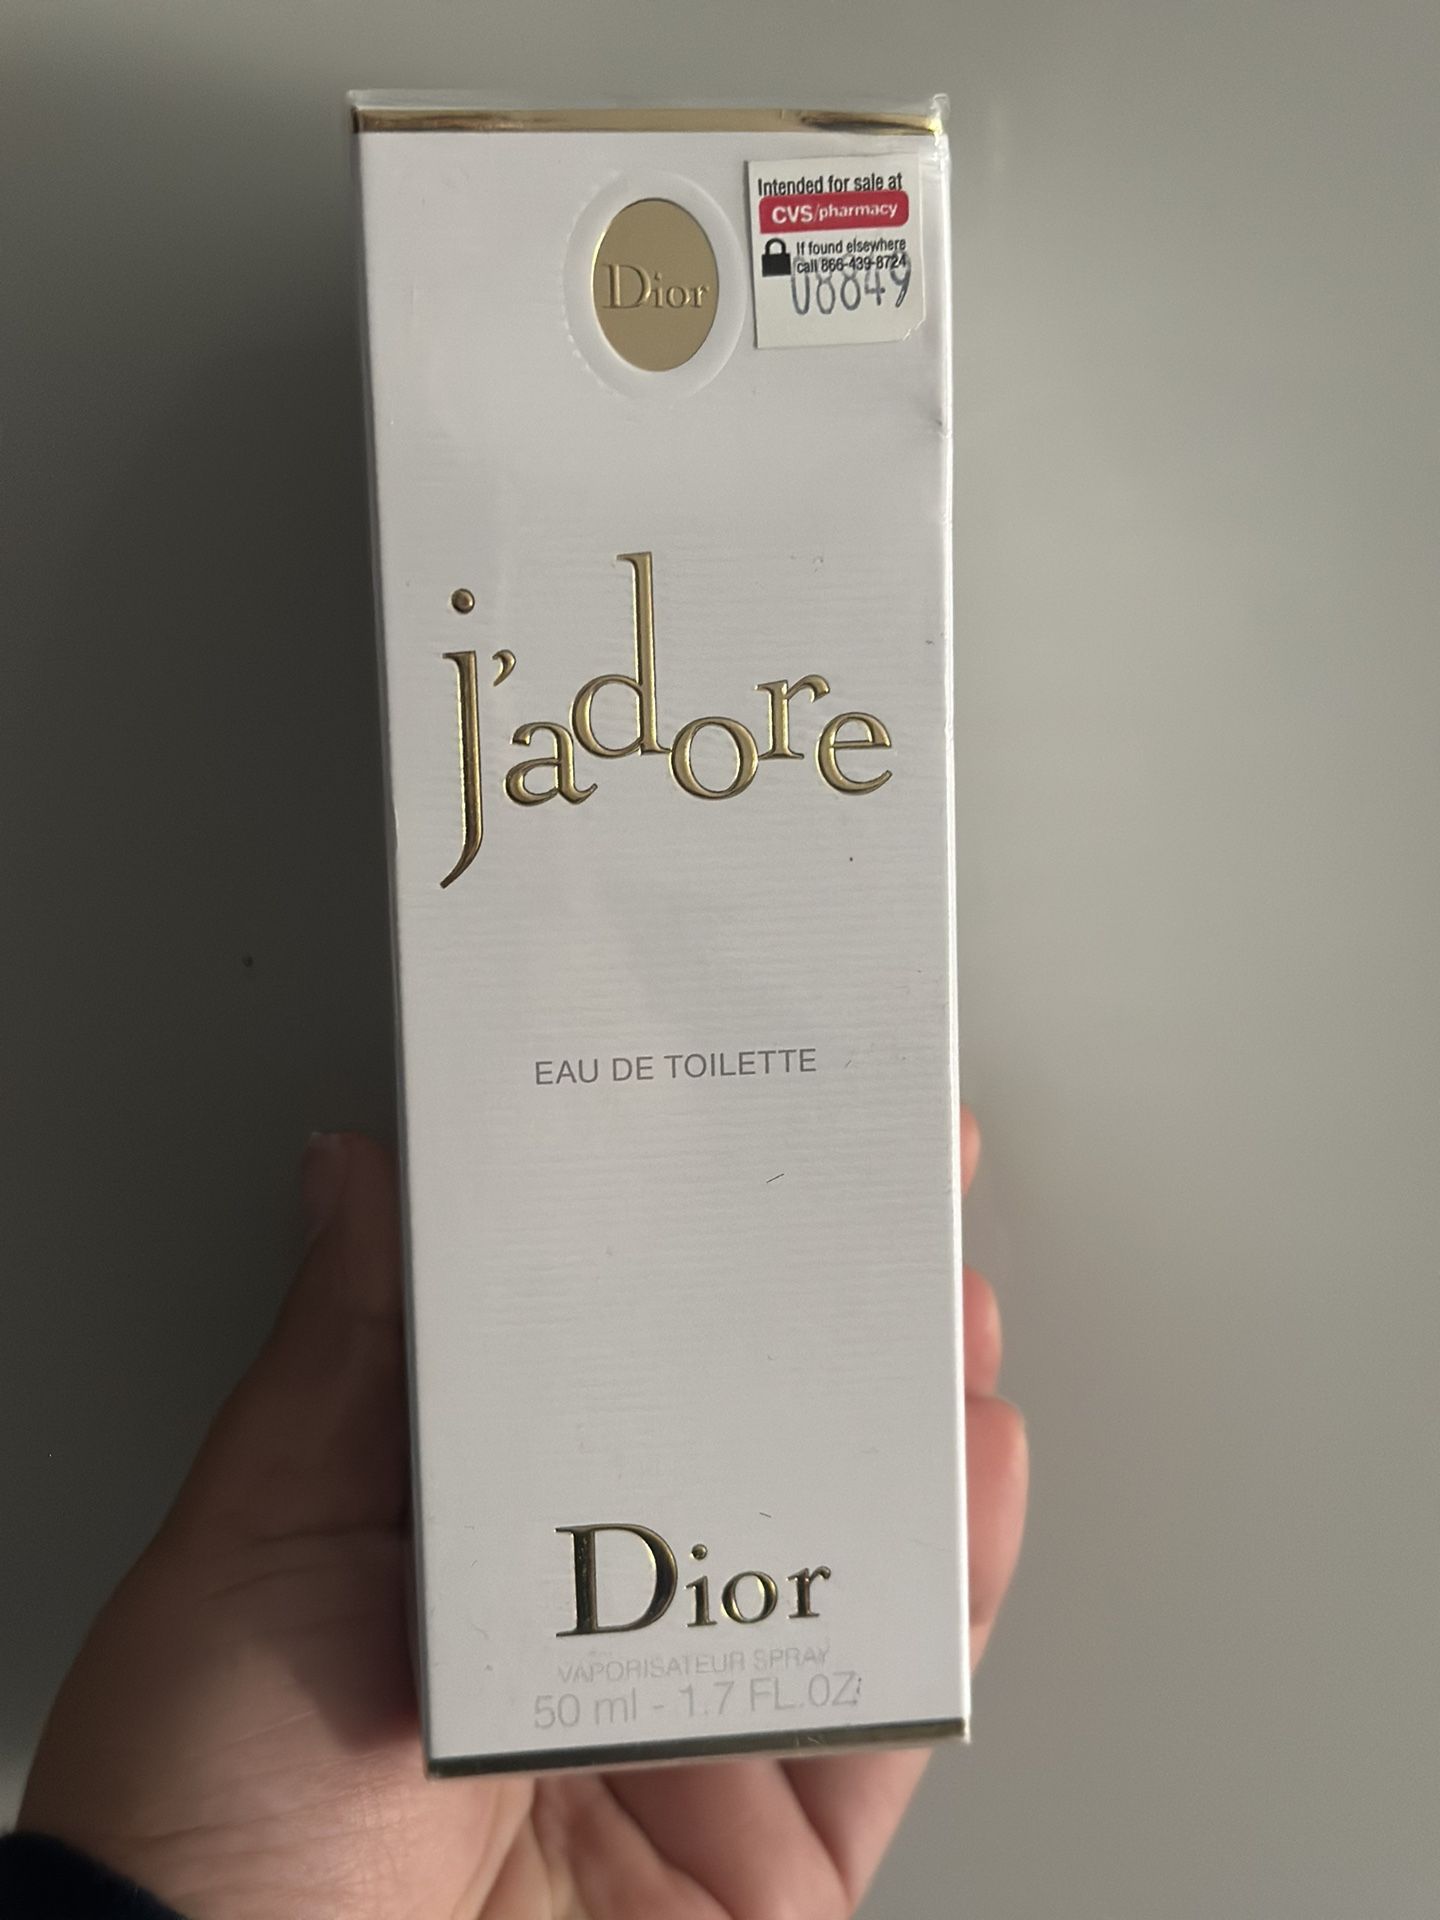 Dior
Intended for sale at
CVS/pharmacy
If found elsewhere
call 866-439-8724
08849
j'adore
EAU DE TOILETTE
Dior
VAPORISATEUR SPRAY
50 ml - 1.7 FL.OZ